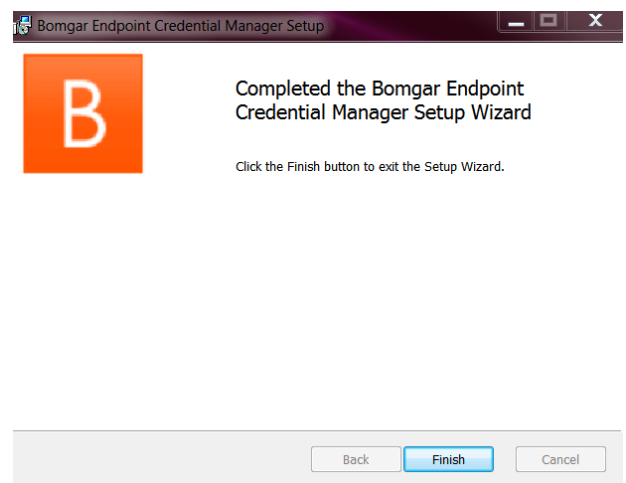 Bomgar Endpoint Credential Manager Setup
X
B
Completed the Bomgar Endpoint
Credential Manager Setup Wizard
Click the Finish button to exit the Setup Wizard.
Back
Finish
Cancel